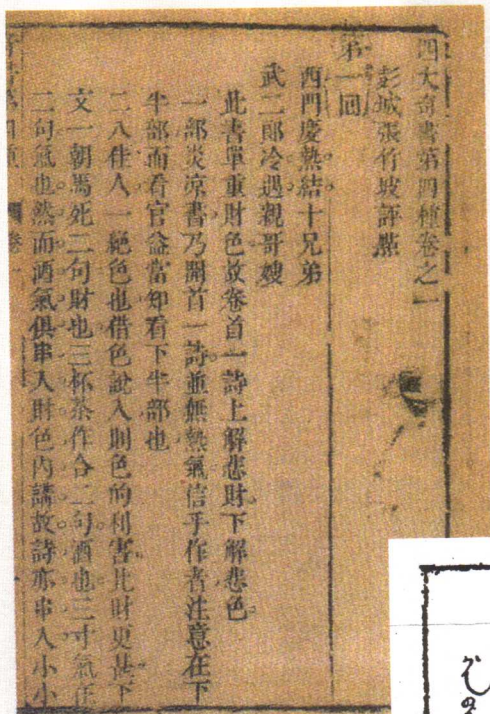 四大奇書第四種卷之一
彭城張竹坡評點
第一回
西門慶熱結十兄弟
武二郎冷遇親哥嫂
此書單重財色故卷首一詩上解悲財下解悲色
一部炎涼書乃開首一詩並無熱氣信乎作者注意在下
半部而看官益當知看下半部也
二八佳人一絕色也借色說入則色的利害比財更甚下
文一朝馬死二句財也三杯茶作合二句酒也三寸氣在
二句氣也然而酒氣俱串入財色內講故詩亦串入小小